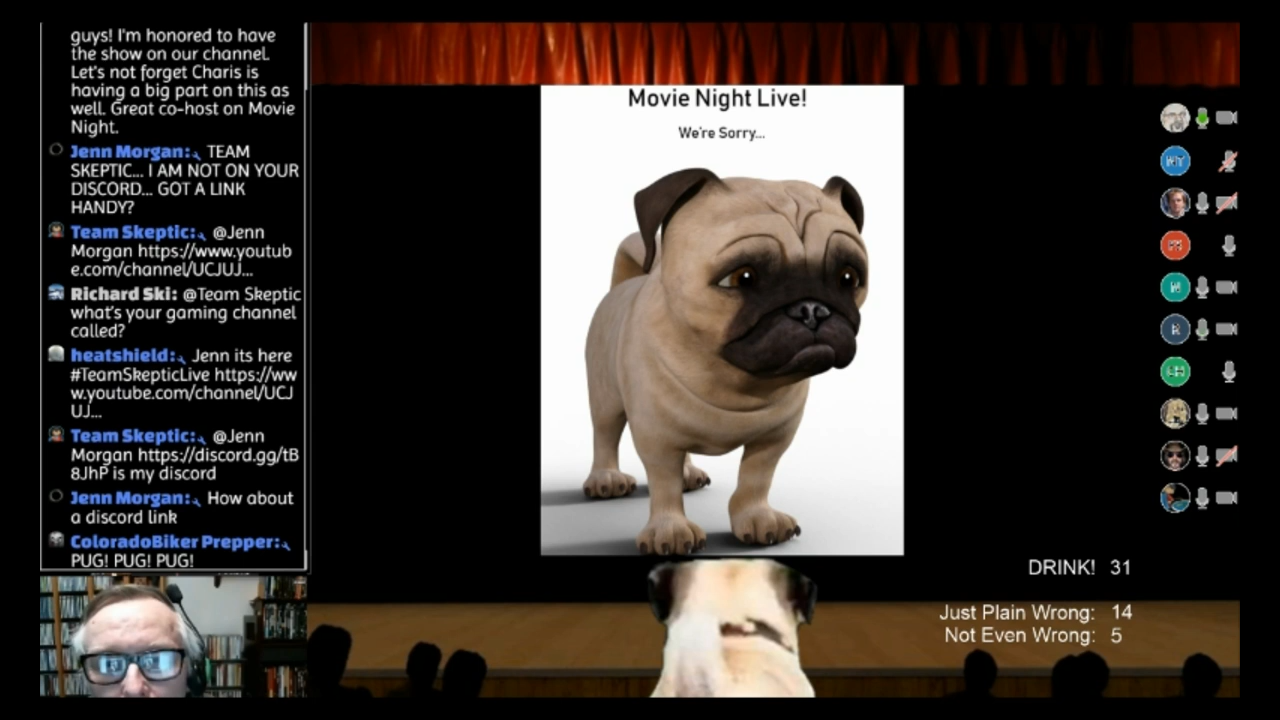 guys! I'm honored to have
the show on our channel.
Let's not forget Charis is
having a big part on this as
well. Great co-host on Movie
Night.
Jenn Morgan: TEAM
SKEPTIC... I AM NOT ON YOUR
DISCORD... GOT A LINK
HANDY?
Team Skeptic: @Jenn
Morgan https://www.youtub
e.com/channel/UCJUJ...
Richard Ski: @Team Skeptic
what's your gaming channel
called?
heatshield: Jenn its here
#TeamSkepticLive https://ww
w.youtube.com/channel/UCJ
UJ...
Team Skeptic: @Jenn
Morgan https://discord.gg/tB
8JhP is my discord
Jenn Morgan: How about
a discord link
ColoradoBiker Prepper:
PUG! PUG! PUG!
Movie Night Live!
We're Sorry...
DRINK! 31
Just Plain Wrong: 14
Not Even Wrong: 5